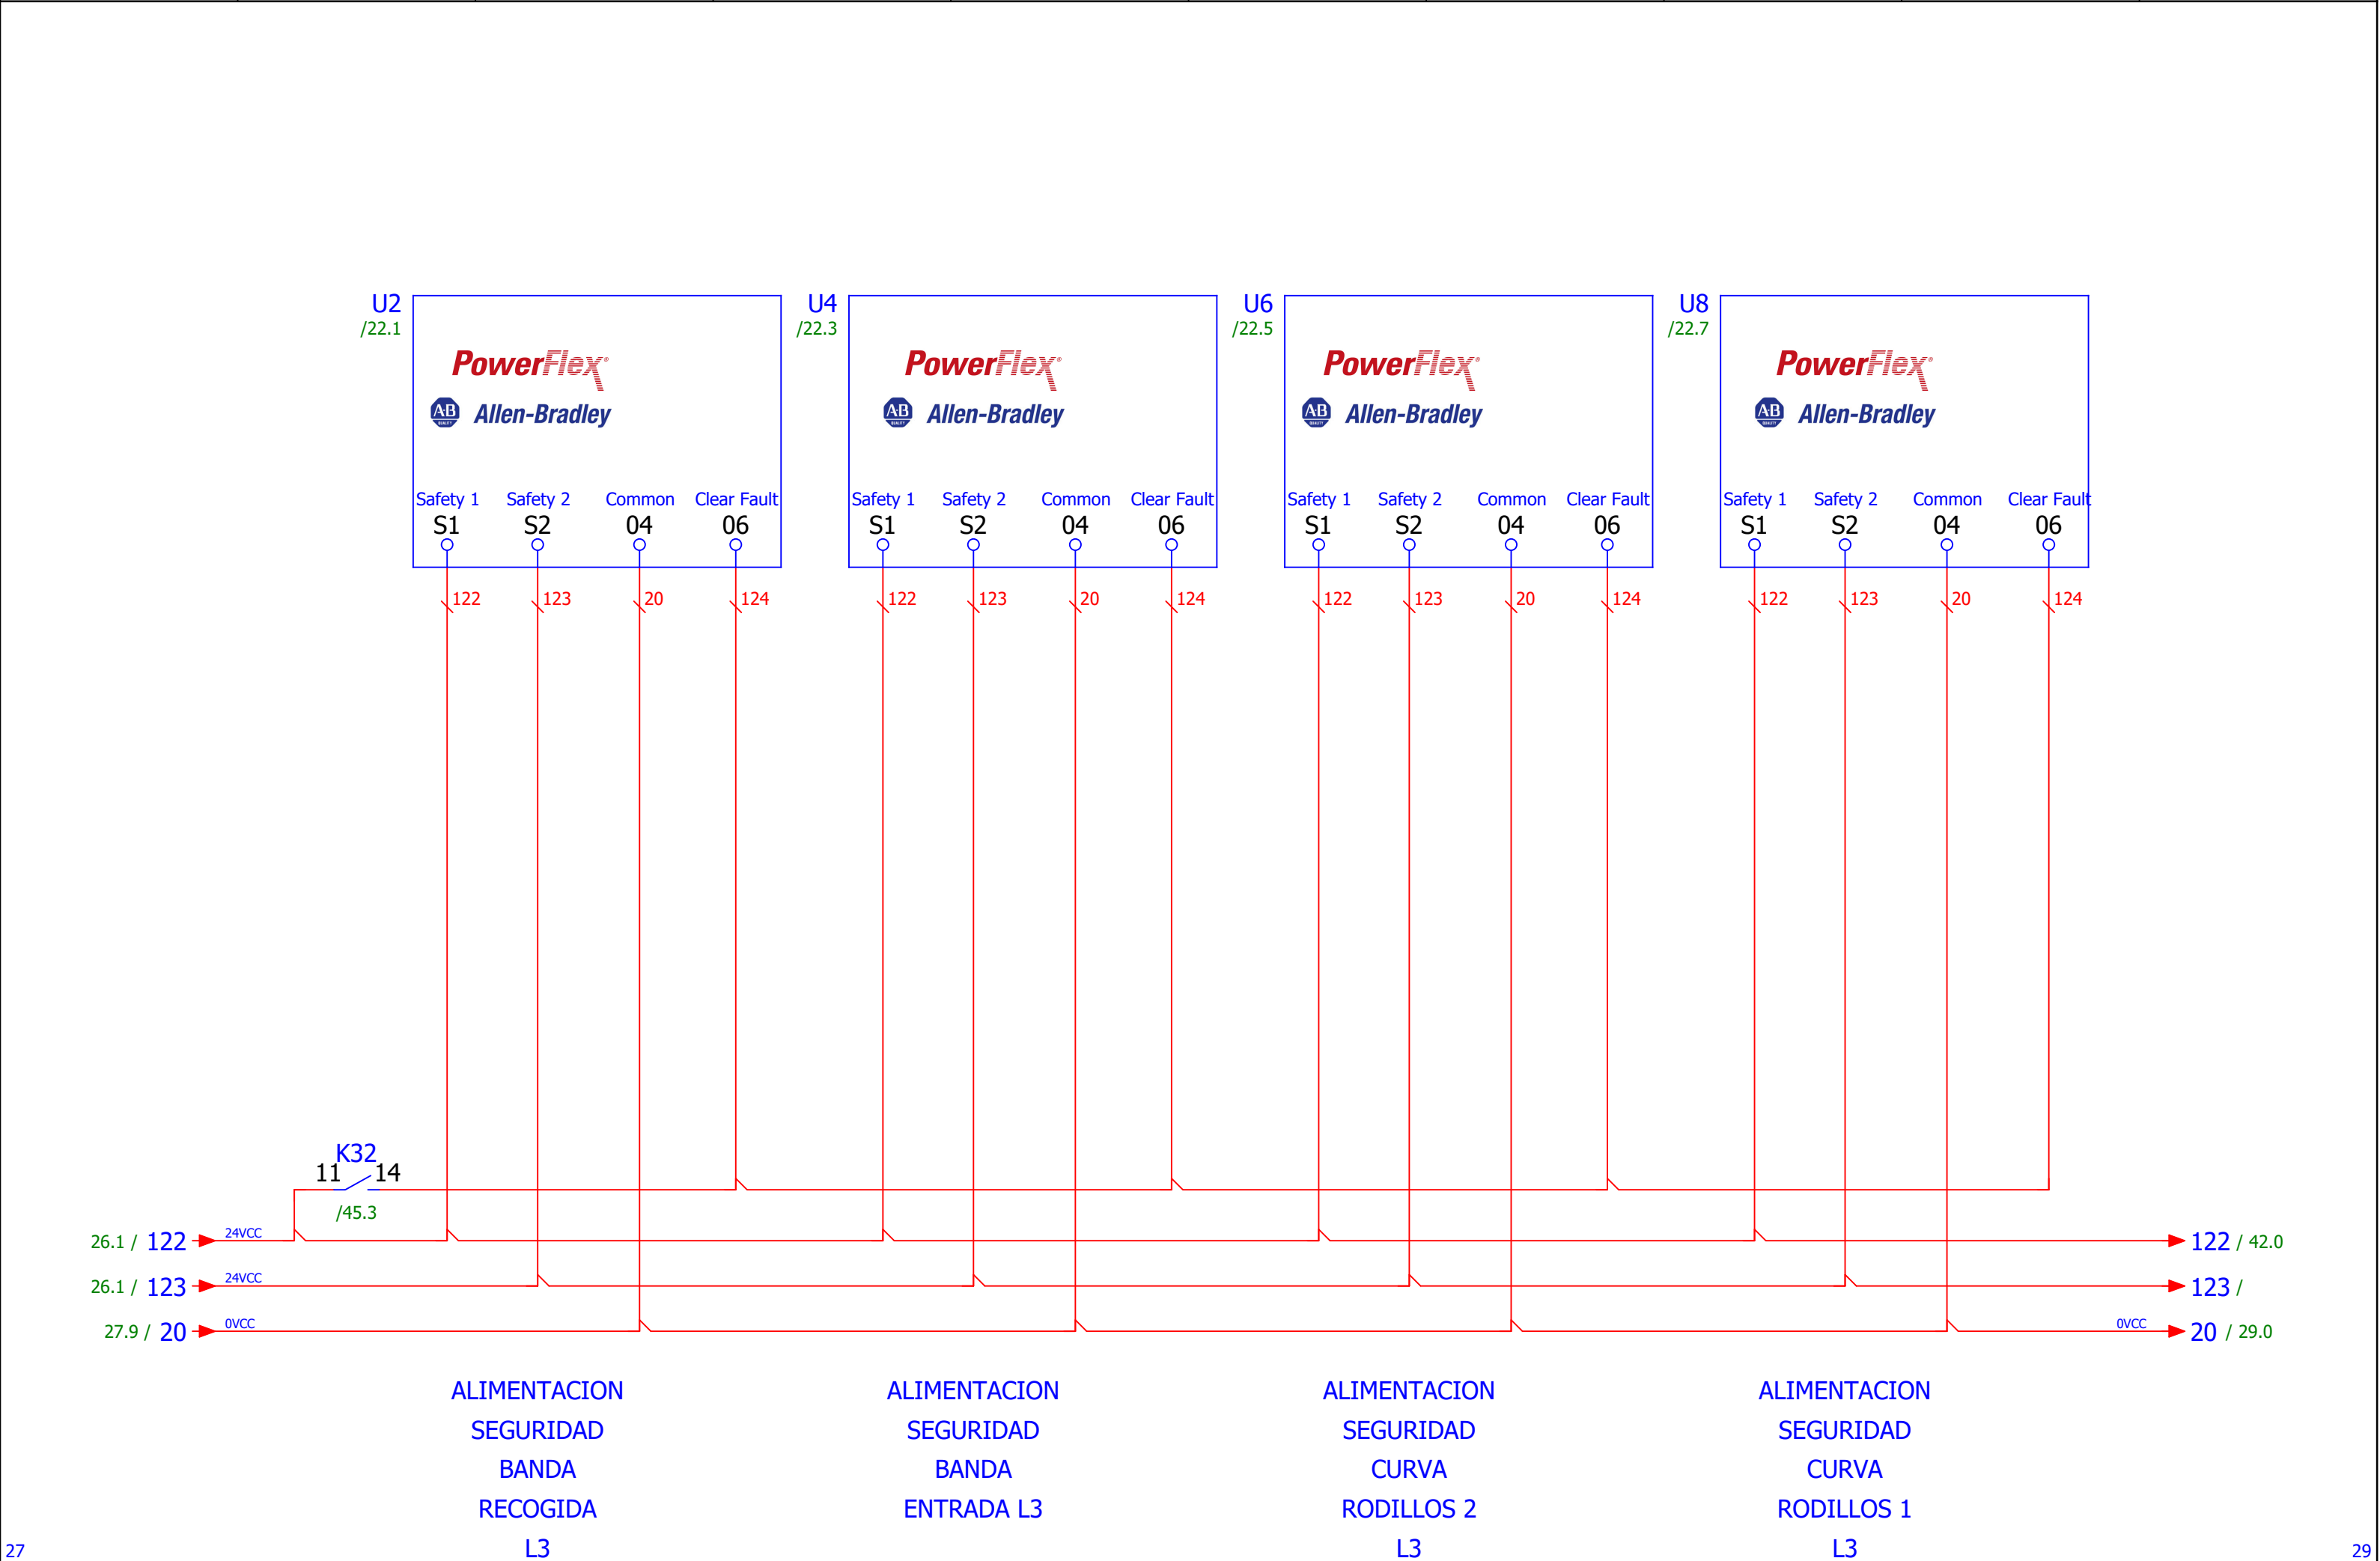 U2
/22.1
PowerFlex®
A·B QUALITY
Allen-Bradley
Safety 1 Safety 2 Common Clear Fault
S1 S2 04 06
122 123 20 124
U4
/22.3
PowerFlex®
A·B QUALITY
Allen-Bradley
Safety 1 Safety 2 Common Clear Fault
S1 S2 04 06
122 123 20 124
U6
/22.5
PowerFlex®
A·B QUALITY
Allen-Bradley
Safety 1 Safety 2 Common Clear Fault
S1 S2 04 06
122 123 20 124
U8
/22.7
PowerFlex®
A·B QUALITY
Allen-Bradley
Safety 1 Safety 2 Common Clear Fault
S1 S2 04 06
122 123 20 124
K32
11 14
/45.3
26.1 / 122 24VCC 122 / 42.0
26.1 / 123 24VCC 123 /
27.9 / 20 0VCC 0VCC 20 / 29.0
ALIMENTACION
SEGURIDAD
BANDA
RECOGIDA
L3
ALIMENTACION
SEGURIDAD
BANDA
ENTRADA L3
ALIMENTACION
SEGURIDAD
CURVA
RODILLOS 2
L3
ALIMENTACION
SEGURIDAD
CURVA
RODILLOS 1
L3
27
29